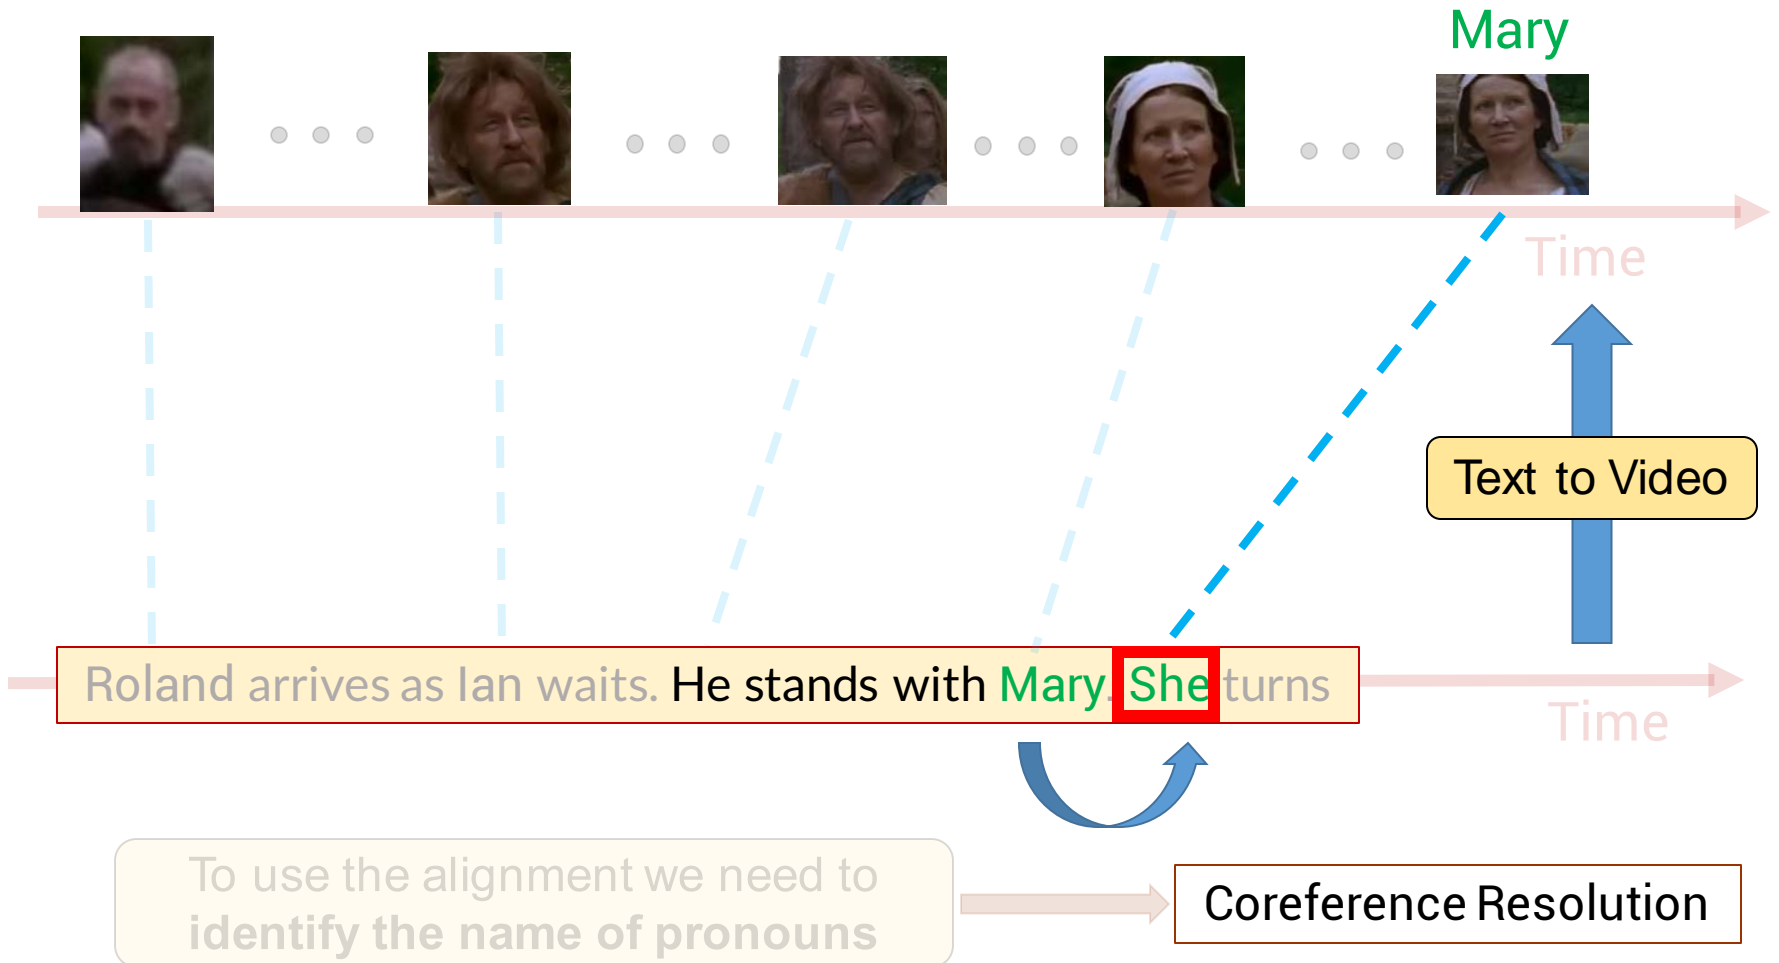 Mary
Time
Text to Video
Roland arrives as Ian waits. He stands with Mary. She turns
Time
To use the alignment we need to
identify the name of pronouns
Coreference Resolution